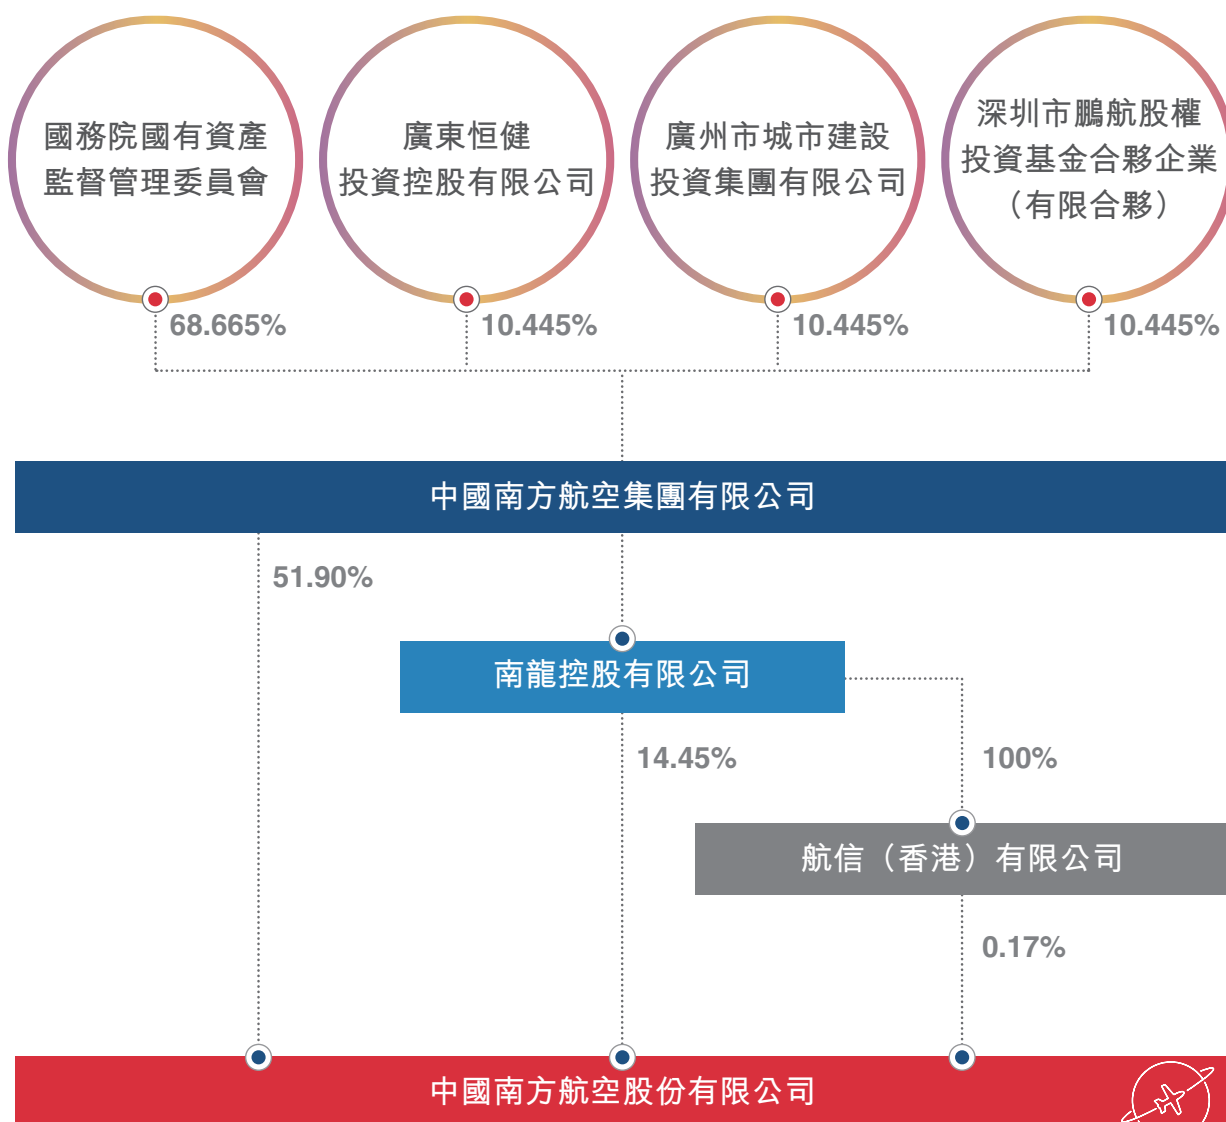 國務院國有資產
監督管理委員會
廣東恒健
投資控股有限公司
廣州市城市建設
投資集團有限公司
深圳市鵬航股權
投資基金合夥企業
（有限合夥）
68.665%
10.445%
10.445%
10.445%
中國南方航空集團有限公司
51.90%
南龍控股有限公司
14.45%
100%
航信（香港）有限公司
0.17%
中國南方航空股份有限公司